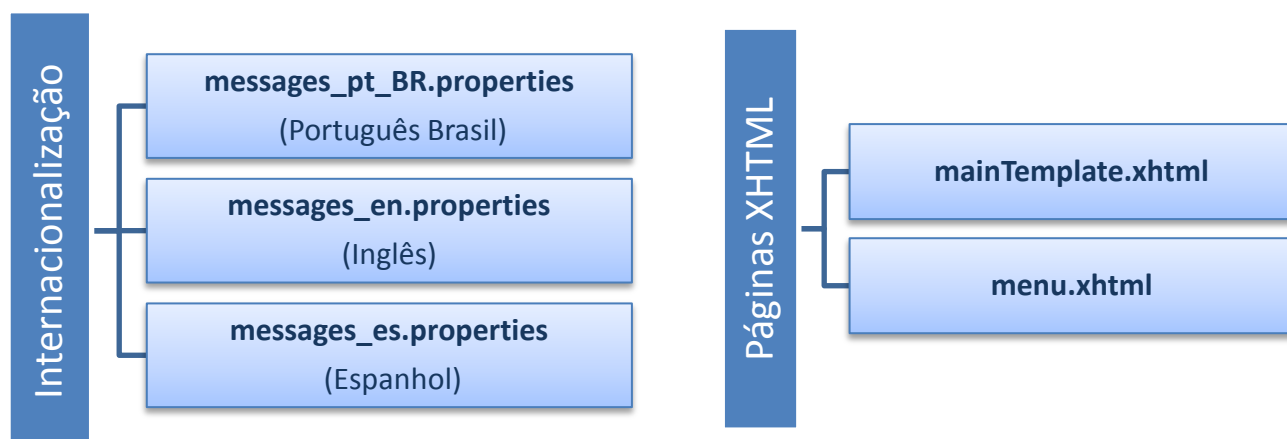 Internacionalização
messages_pt_BR.properties
(Português Brasil)
messages_en.properties
(Inglês)
messages_es.properties
(Espanhol)
Páginas XHTML
mainTemplate.xhtml
menu.xhtml